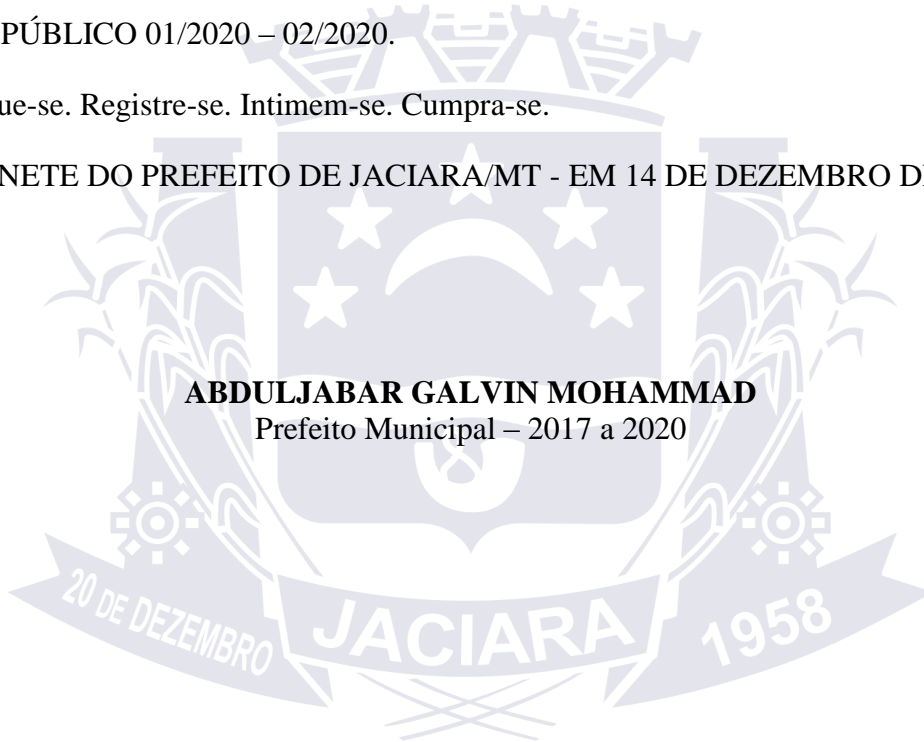 PÚBLICO 01/2020 – 02/2020.
ue-se. Registre-se. Intimem-se. Cumpra-se.
NETE DO PREFEITO DE JACIARA/MT - EM 14 DE DEZEMBRO D
ABDULJABAR GALVIN MOHAMMAD
Prefeito Municipal – 2017 a 2020
20 DE DEZEMBRO
JACIARA
1958